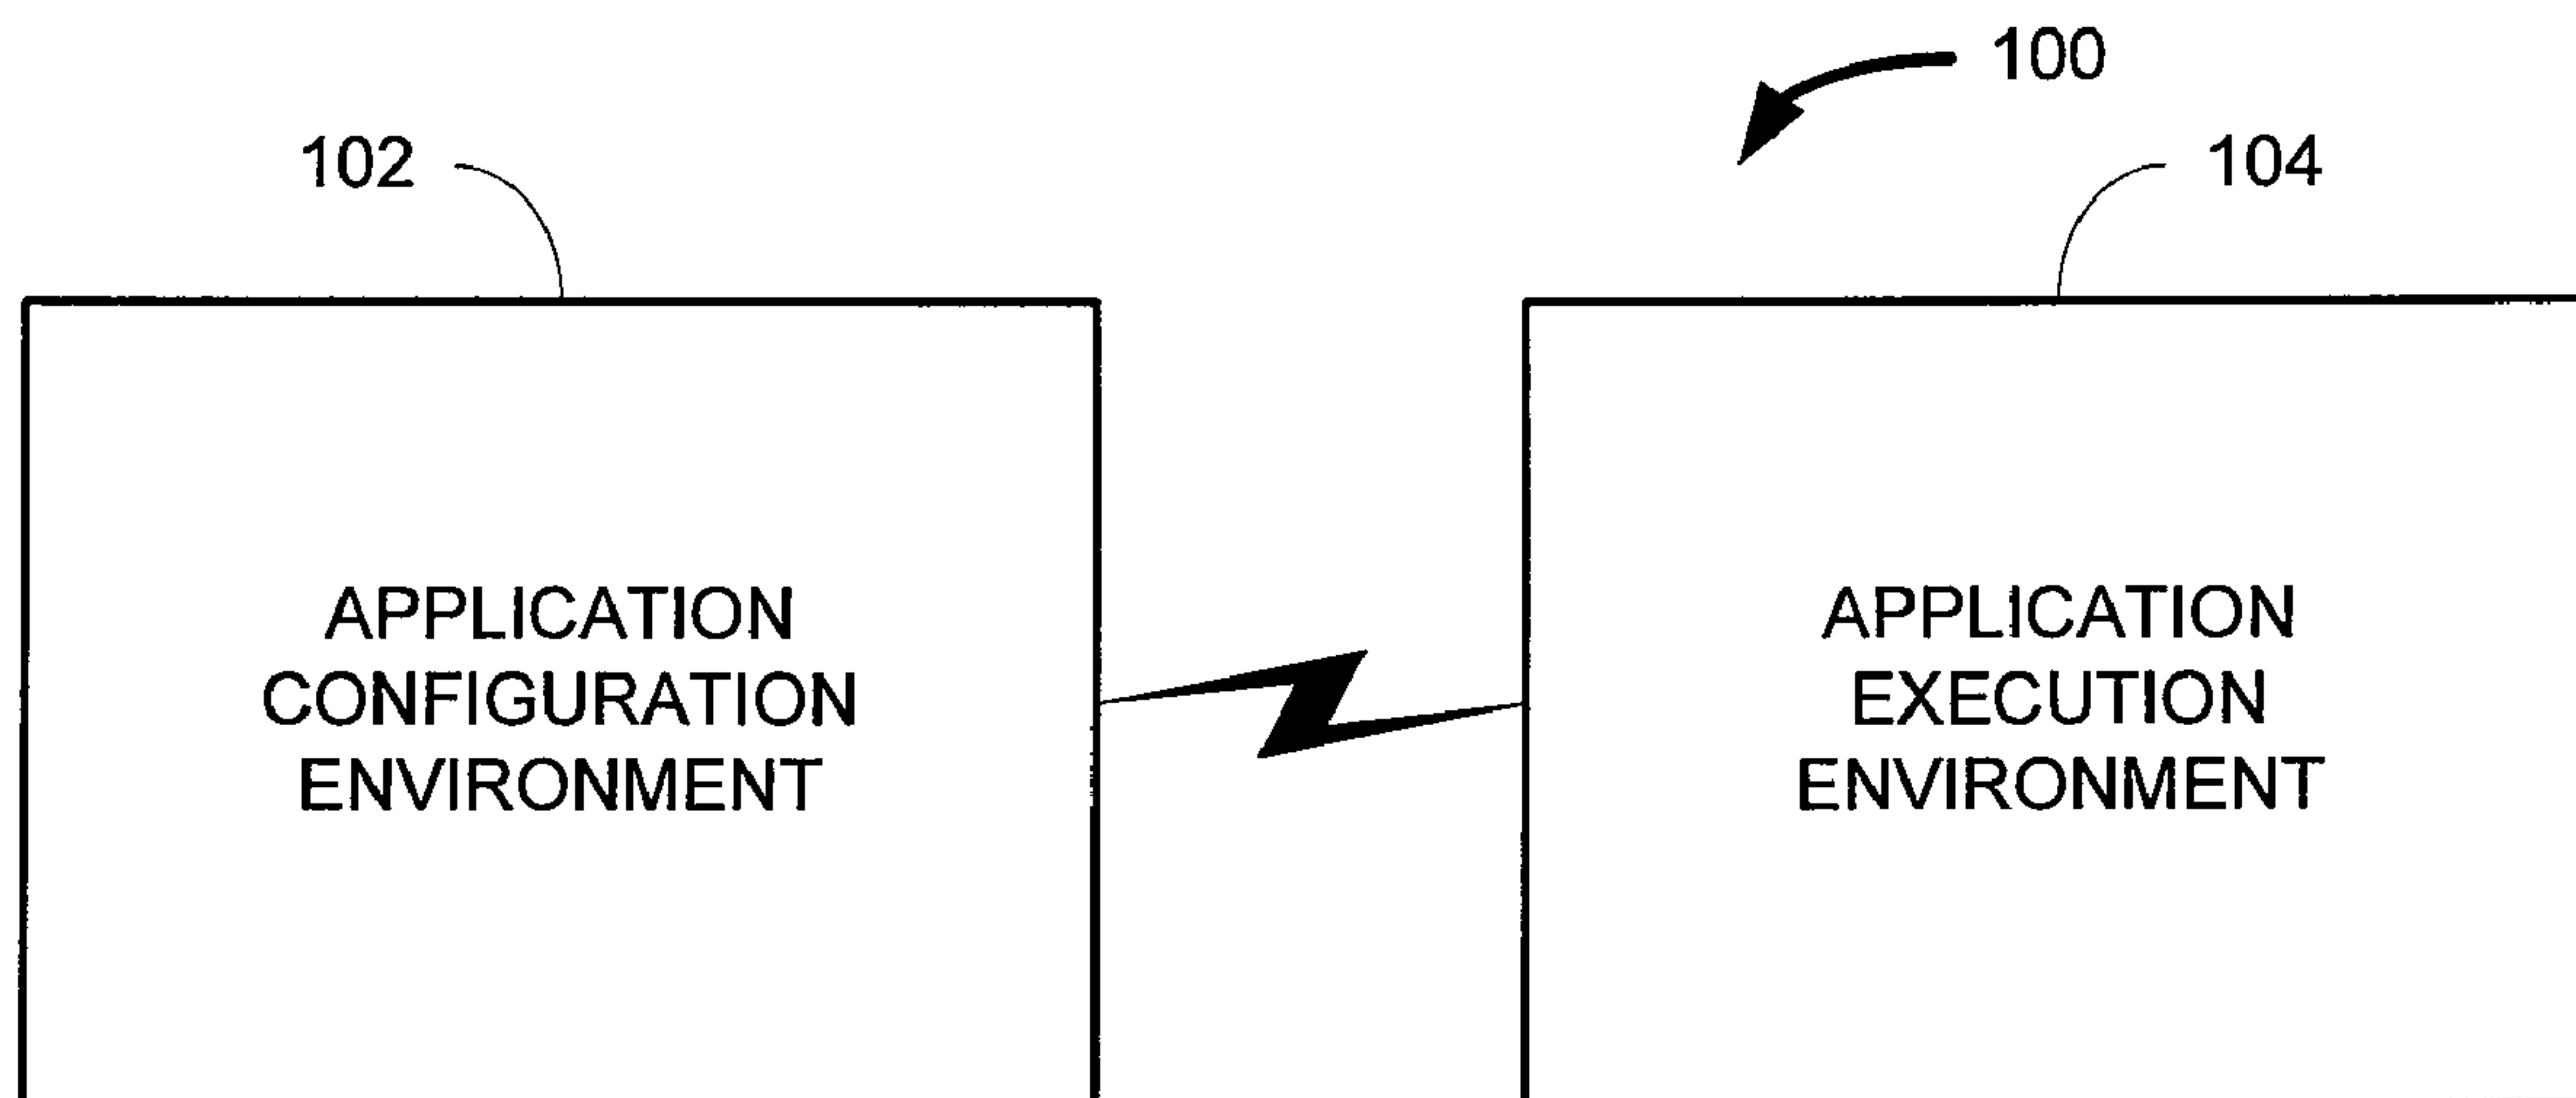 100
102
104
APPLICATION
CONFIGURATION
ENVIRONMENT
APPLICATION
EXECUTION
ENVIRONMENT